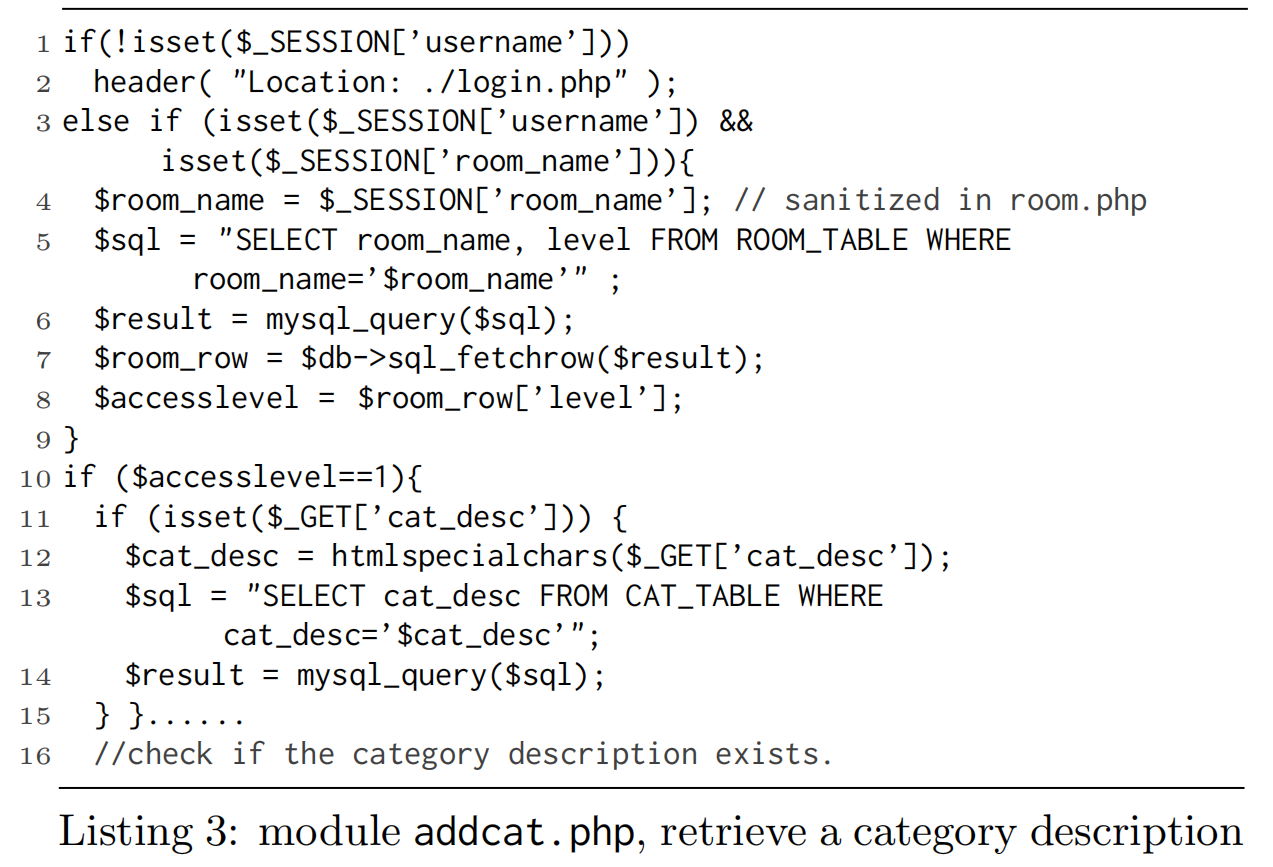 1 if(!isset($_SESSION[’username’]))
2 header( "Location: ./login.php" );
3 else if (isset($_SESSION[’username’]) &&
isset($_SESSION[’room_name’])){
4 $room_name = $_SESSION[’room_name’]; // sanitized in room.php
5 $sql = "SELECT room_name, level FROM ROOM_TABLE WHERE
room_name=’$room_name’" ;
6 $result = mysql_query($sql);
7 $room_row = $db->sql_fetchrow($result);
8 $accesslevel = $room_row[’level’];
9 }
10 if ($accesslevel==1){
11 if (isset($_GET[’cat_desc’])) {
12 $cat_desc = htmlspecialchars($_GET[’cat_desc’]);
13 $sql = "SELECT cat_desc FROM CAT_TABLE WHERE
cat_desc=’$cat_desc’";
14 $result = mysql_query($sql);
15 } }......
16 //check if the category description exists.
Listing 3: module addcat.php, retrieve a category description